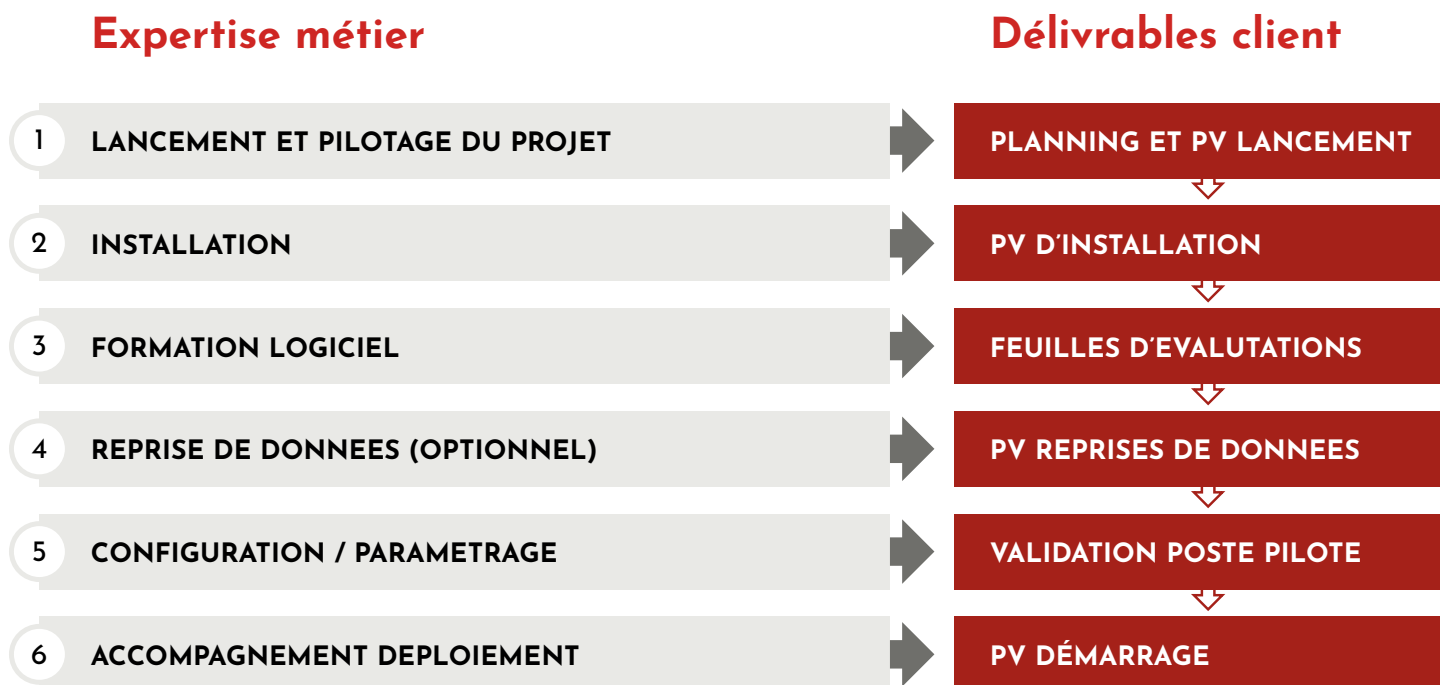 Expertise métier
Délivrables client
1 LANCEMENT ET PILOTAGE DU PROJET
PLANNING ET PV LANCEMENT
2 INSTALLATION
PV D'INSTALLATION
3 FORMATION LOGICIEL
FEUILLES D'EVALUTATIONS
4 REPRISE DE DONNEES (OPTIONNEL)
PV REPRISES DE DONNEES
5 CONFIGURATION / PARAMETRAGE
VALIDATION POSTE PILOTE
6 ACCOMPAGNEMENT DEPLOIEMENT
PV DÉMARRAGE